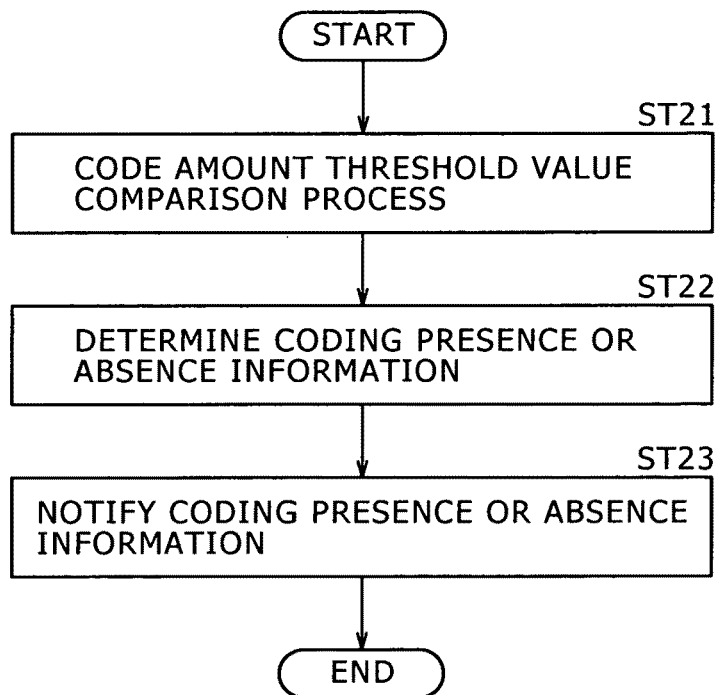 START
ST21
CODE AMOUNT THRESHOLD VALUE
COMPARISON PROCESS
ST22
DETERMINE CODING PRESENCE OR
ABSENCE INFORMATION
ST23
NOTIFY CODING PRESENCE OR ABSENCE
INFORMATION
END